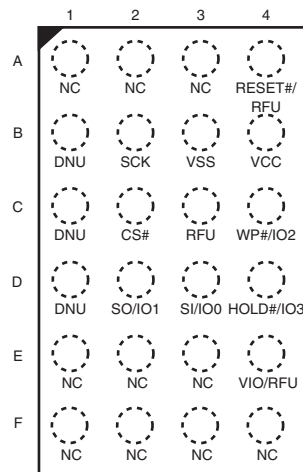 1 2 3 4
A
NC NC NC RESET#/
RFU
B
DNU SCK VSS VCC
C
DNU CS# RFU WP#/IO2
D
DNU SO/IO1 SI/IO0 HOLD#/IO3
E
NC NC NC VIO/RFU
F
NC NC NC NC